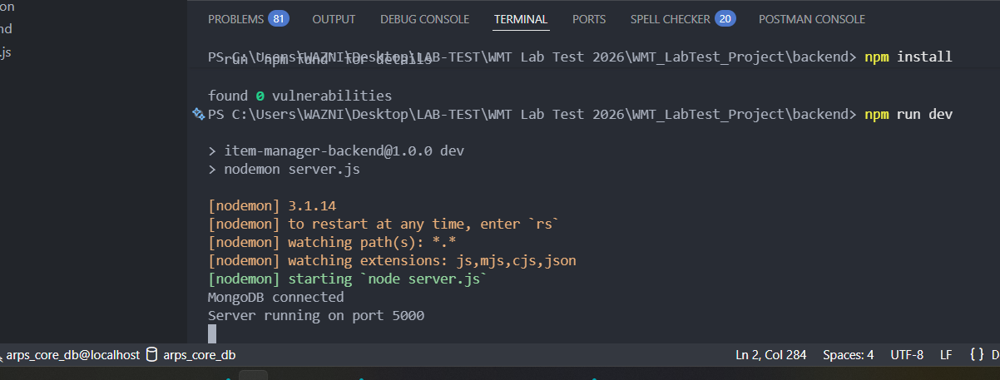 on
nd
.js
PROBLEMS 81 OUTPUT DEBUG CONSOLE TERMINAL PORTS SPELL CHECKER 20 POSTMAN CONSOLE
PS C:\Users\WAZNI\Desktop\LAB-TEST\WMT Lab Test 2026\WMT_LabTest_Project\backend> npm install
run `npm fund` for details
found 0 vulnerabilities
PS C:\Users\WAZNI\Desktop\LAB-TEST\WMT Lab Test 2026\WMT_LabTest_Project\backend> npm run dev
> item-manager-backend@1.0.0 dev
> nodemon server.js
[nodemon] 3.1.14
[nodemon] to restart at any time, enter `rs`
[nodemon] watching path(s): *.*
[nodemon] watching extensions: js,mjs,cjs,json
[nodemon] starting `node server.js`
MongoDB connected
Server running on port 5000
arps_core_db@localhost arps_core_db Ln 2, Col 284 Spaces: 4 UTF-8 LF { } D